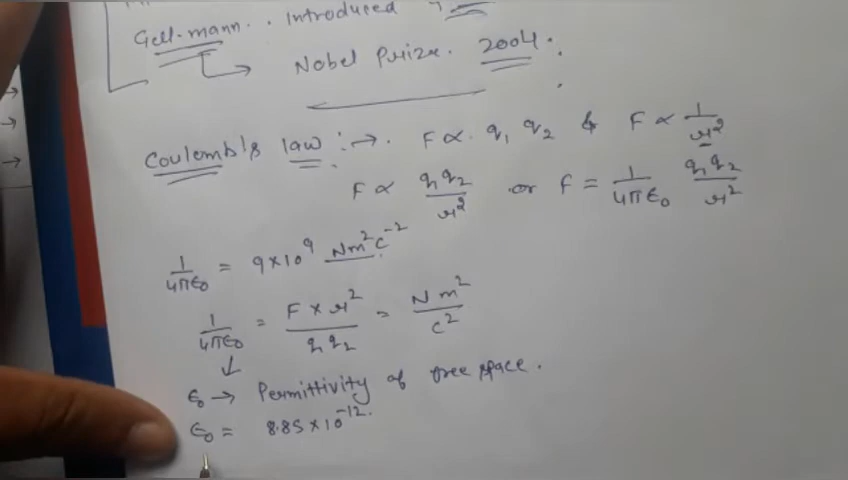 Gell-mann. Introduced
↳ Nobel Prize. 2004.
Coulomb's law :→. F ∝ q₁ q₂ & F ∝ 1/r²
F ∝ q₁q₂/r² or F = 1/4πε₀ q₁q₂/r²
1/4πε₀ = 9×10⁹ Nm²C⁻²
1/4πε₀ = F×r²/q₁q₂ = Nm²/C²
ε₀ → Permittivity of free space.
ε₀ = 8.85×10⁻¹².